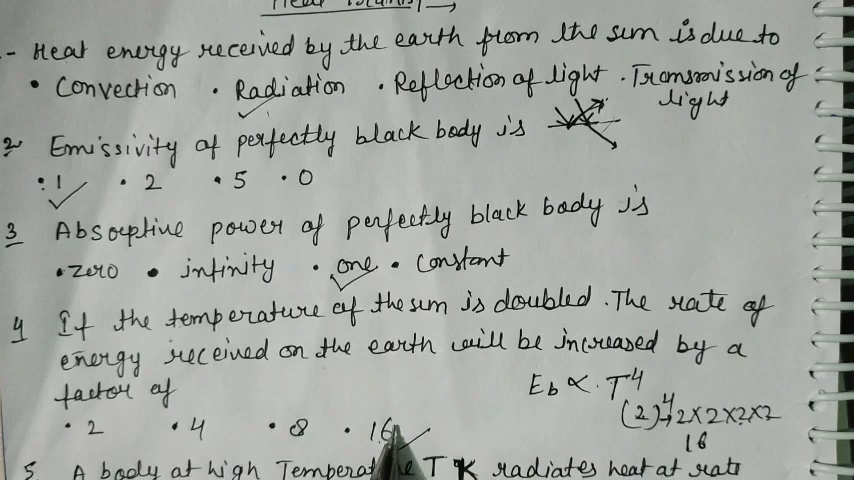 - Heat energy received by the earth from the sun is due to
• Convection • Radiation • Reflection of light • Transmission of light
2 Emissivity of perfectly black body is
• 1 • 2 • 5 • 0
3 Absorptive power of perfectly black body is
• zero • infinity • one • constant
4 If the temperature of the sun is doubled. The rate of
energy received on the earth will be increased by a
factor of
Eb ∝ T⁴
(2)⁴→2×2×2×2
16
• 2 • 4 • 8 • 16
5 A body at high Temperature T K radiates heat at rate